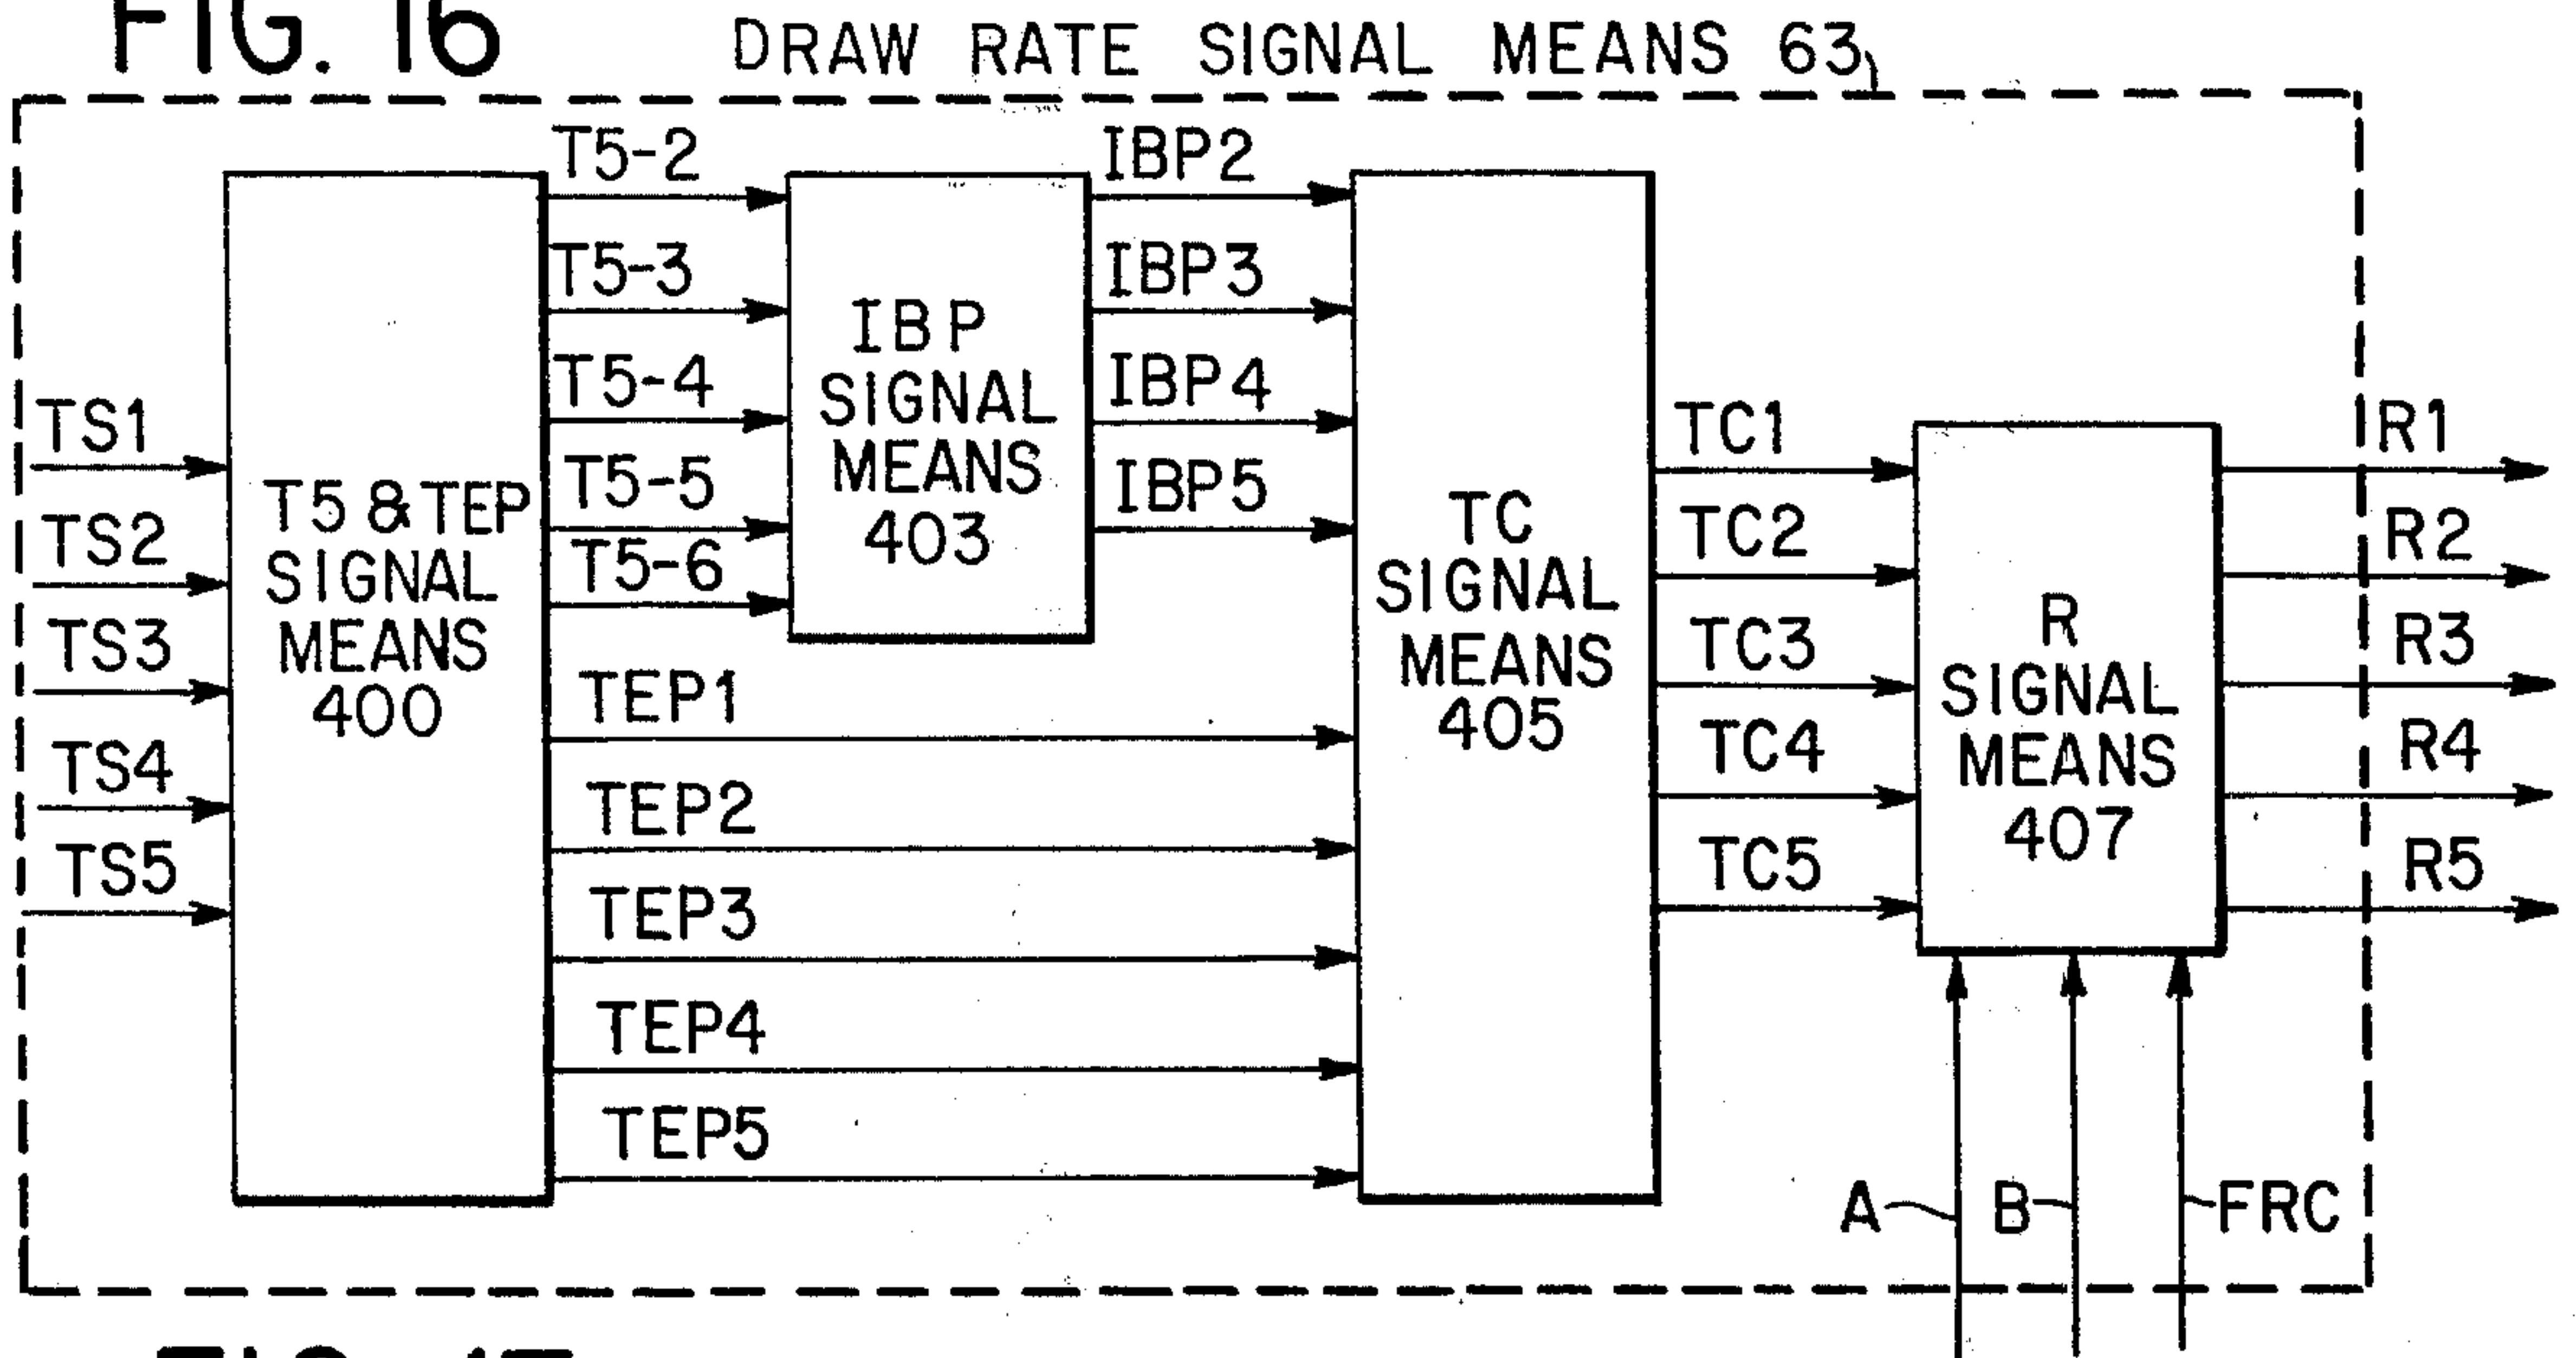 FIG. 16
DRAW RATE SIGNAL MEANS 63
TS1
TS2
TS3
TS4
TS5
T5 & TEP
SIGNAL
MEANS
400
T5-2
T5-3
T5-4
T5-5
T5-6
TEP1
TEP2
TEP3
TEP4
TEP5
IBP
SIGNAL
MEANS
403
IBP2
IBP3
IBP4
IBP5
TC
SIGNAL
MEANS
405
TC1
TC2
TC3
TC4
TC5
R
SIGNAL
MEANS
407
R1
R2
R3
R4
R5
A
B
FRC